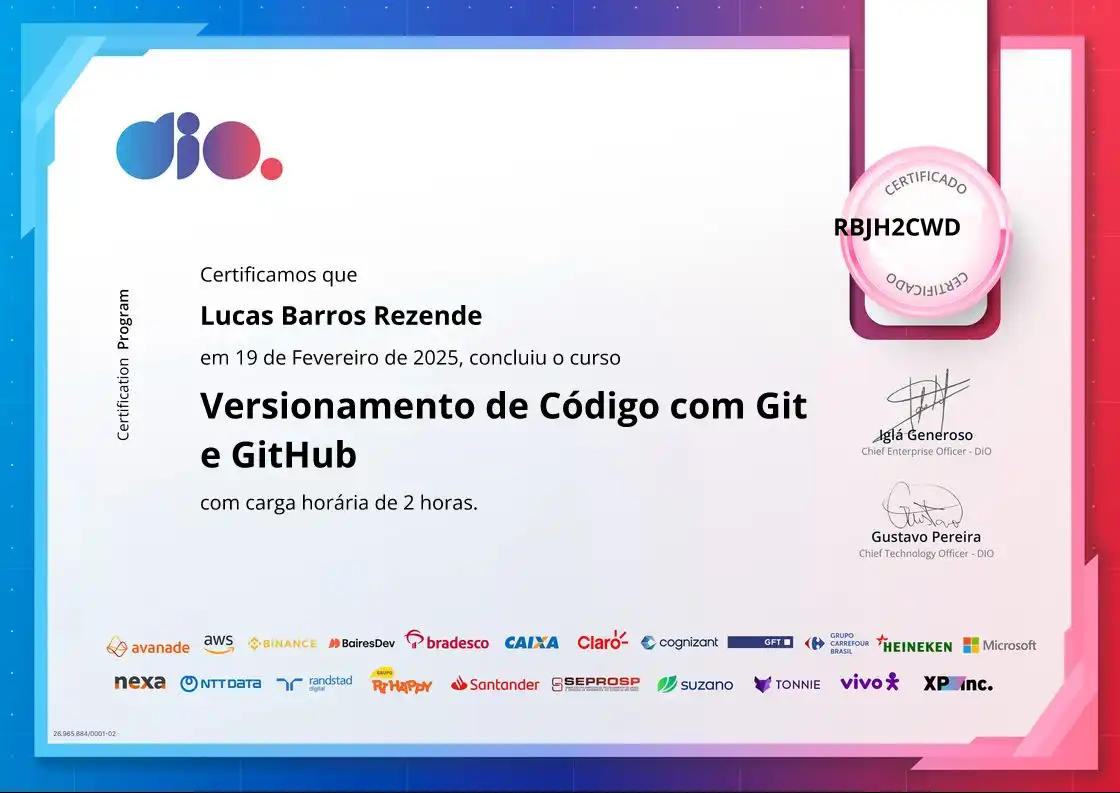 dio.
CERTIFICADO
RBJH2CWD
CERTIFICADO
Certification Program
Certificamos que
Lucas Barros Rezende
em 19 de Fevereiro de 2025, concluiu o curso
Versionamento de Código com Git
e GitHub
com carga horária de 2 horas.
Iglá Generoso
Chief Enterprise Officer - DIO
Gustavo Pereira
Chief Technology Officer - DIO
avanade aws BINANCE BairesDev bradesco CAIXA Claro cognizant GFT GRUPO CARREFOUR BRASIL HEINEKEN Microsoft
nexa NTT DATA randstad digital GRUPO RI HAPPY Santander SEPROSP suzano TONNIE vivo XP inc.
26.965.884/0001-02